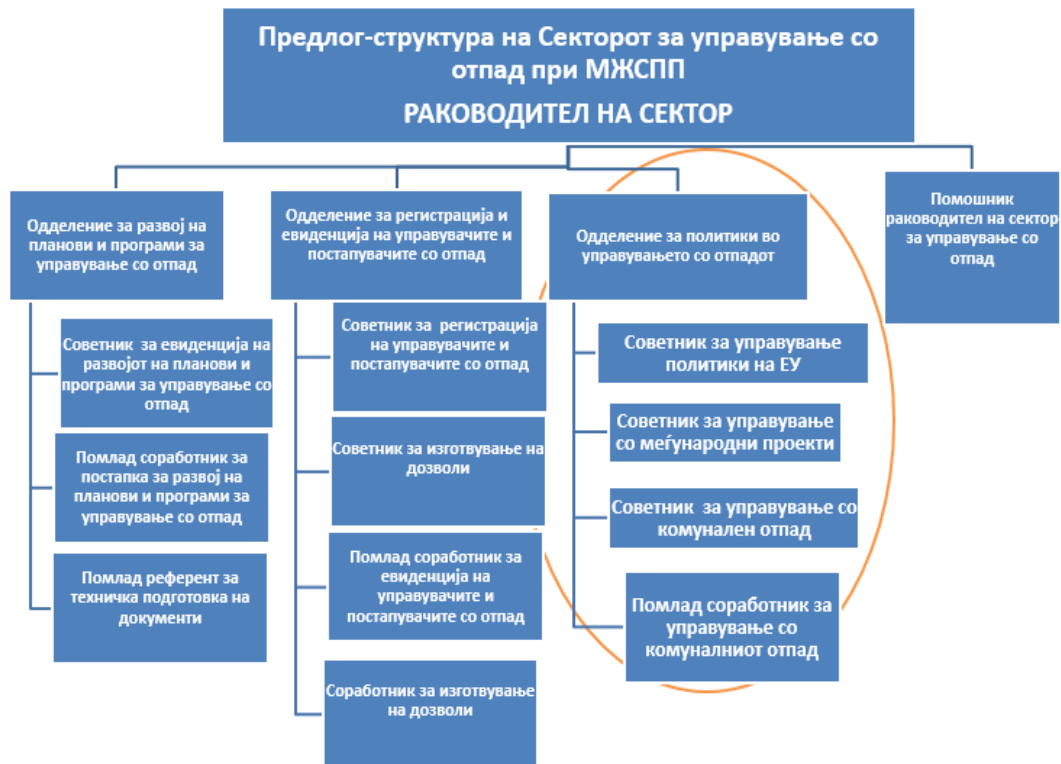 Предлог-структура на Секторот за управување со
отпад при МЖСПП
РАКОВОДИТЕЛ НА СЕКТОР
Одделение за развој на
планови и програми за
управување со отпад
Советник за евиденција на
развојот на планови и
програми за управување со
отпад
Помлад соработник за
постапка за развој на
планови и програми за
управување со отпад
Помлад референт за
техничка подготовка на
документи
Одделение за регистрација и
евиденција на управувачите и
постапувачите со отпад
Советник за регистрација
на управувачите и
постапувачите со отпад
Советник за изготвување на
дозволи
Помлад соработник за
евиденција на
управувачите и
постапувачите со отпад
Соработник за изготвување
на дозволи
Одделение за политики во
управувањето со отпадот
Советник за управување
политики на ЕУ
Советник за управување
со меѓународни проекти
Советник за управување со
комунален отпад
Помлад соработник за
управување со
комуналниот отпад
Помошник
раководител на сектор
за управување со
отпад